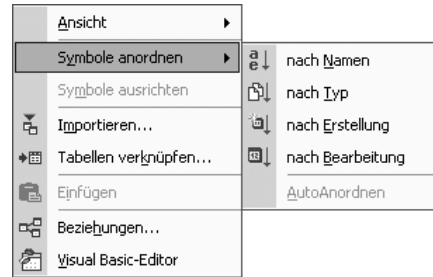 Ansicht
Symbole anordnen
Symbole ausrichten
Importieren...
Tabellen verknüpfen...
Einfügen
Beziehungen...
Visual Basic-Editor
nach Namen
nach Typ
nach Erstellung
nach Bearbeitung
AutoAnordnen